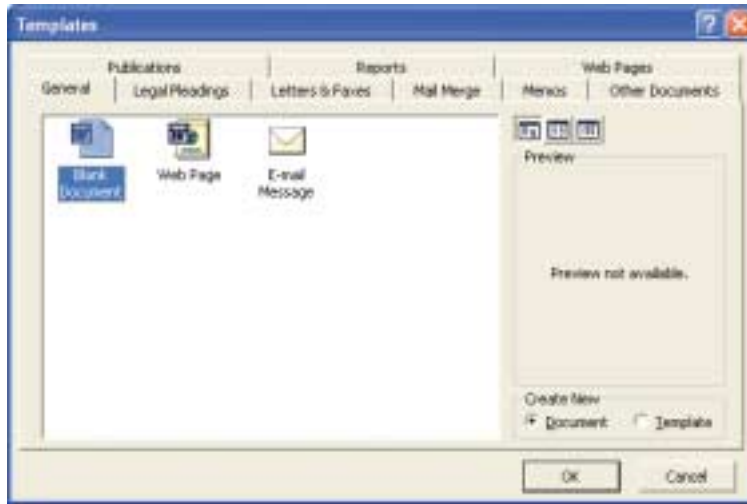 Templates
Publications Reports Web Pages
General Legal Pleadings Letters & Faxes Mail Merge Memos Other Documents
Blank Document
Web Page
E-mail Message
Preview
Preview not available.
Create New
Document Template
OK Cancel